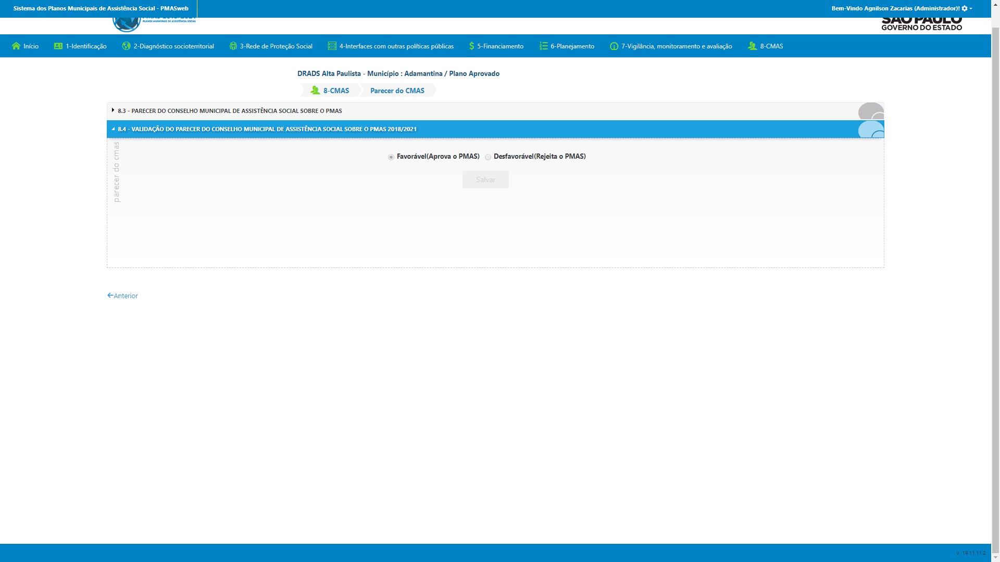 Sistema dos Planos Municipais de Assistência Social - PMASweb
Bem-Vindo Agnilson Zacarias (Administrador)!
PLANOS MUNICIPAIS DE ASSISTÊNCIA SOCIAL
SÃO PAULO
GOVERNO DO ESTADO
Início
1-Identificação
2-Diagnóstico socioterritorial
3-Rede de Proteção Social
4-Interfaces com outras políticas públicas
5-Financiamento
6-Planejamento
7-Vigilância, monitoramento e avaliação
8-CMAS
DRADS Alta Paulista - Município : Adamantina / Plano Aprovado
8-CMAS
Parecer do CMAS
8.3 - PARECER DO CONSELHO MUNICIPAL DE ASSISTÊNCIA SOCIAL SOBRE O PMAS
8.4 - VALIDAÇÃO DO PARECER DO CONSELHO MUNICIPAL DE ASSISTÊNCIA SOCIAL SOBRE O PMAS 2018/2021
parecer do cmas
Favorável(Aprova o PMAS)
Desfavorável(Rejeita o PMAS)
Salvar
Anterior
V. 19.11.11.2